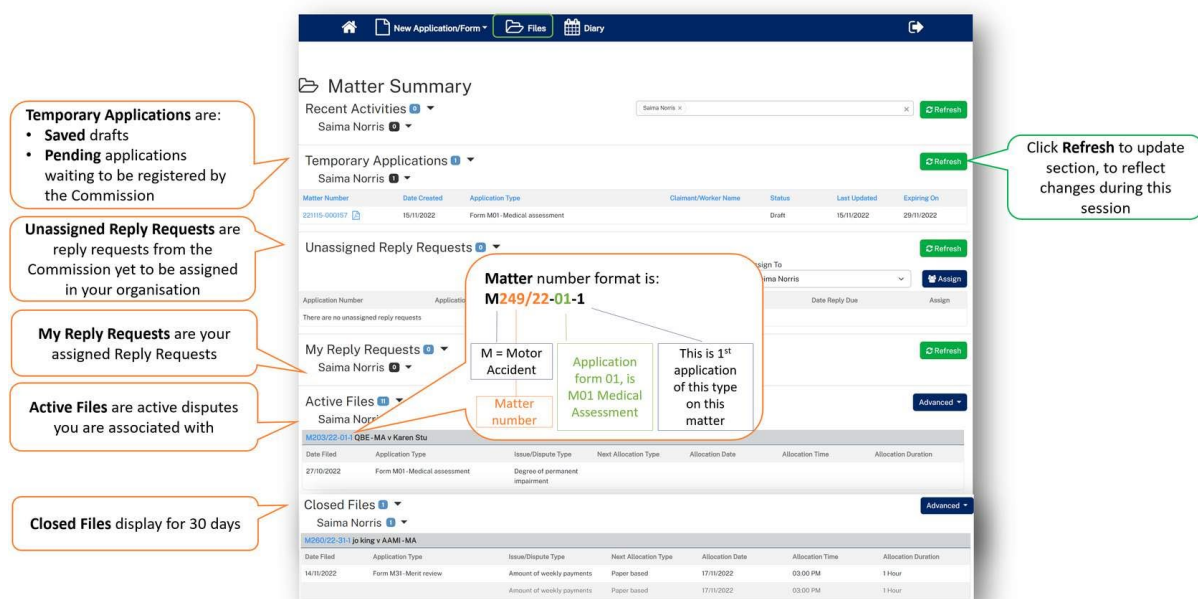 New Application/Form
Files
Diary
Matter Summary
Recent Activities 0
Saima Norris ×
×
Refresh
Saima Norris 0
Temporary Applications are:
• Saved drafts
• Pending applications
waiting to be registered by
the Commission
Temporary Applications 1
Refresh
Saima Norris 1
Matter Number Date Created Application Type Claimant/Worker Name Status Last Updated Expiring On
221115-000157 15/11/2022 Form M01 - Medical assessment Draft 15/11/2022 29/11/2022
Click Refresh to update
section, to reflect
changes during this
session
Unassigned Reply Requests are
reply requests from the
Commission yet to be assigned
in your organisation
Unassigned Reply Requests 0
Refresh
Assign
Application Number Date Reply Due Assign
There are no unassigned reply requests
Matter number format is:
M249/22-01-1
M = Motor
Accident
Matter
number
Application
form 01, is
M01 Medical
Assessment
This is 1st
application
of this type
on this
matter
My Reply Requests are your
assigned Reply Requests
My Reply Requests 0
Refresh
Saima Norris 0
Active Files are active disputes
you are associated with
Active Files 11
Advanced
Saima Norris
M203/22-01-1 QBE - MA v Karen Stu
Date Filed Application Type Issue/Dispute Type Next Allocation Type Allocation Date Allocation Time Allocation Duration
27/10/2022 Form M01 - Medical assessment Degree of permanent
impairment
Closed Files display for 30 days
Closed Files 1
Advanced
Saima Norris 1
M260/22-31-1 jo king v AAMI - MA
Date Filed Application Type Issue/Dispute Type Next Allocation Type Allocation Date Allocation Time Allocation Duration
14/11/2022 Form M31 - Merit review Amount of weekly payments Paper based 17/11/2022 03:00 PM 1 Hour
Amount of weekly payments Paper based 17/11/2022 03:00 PM 1 Hour